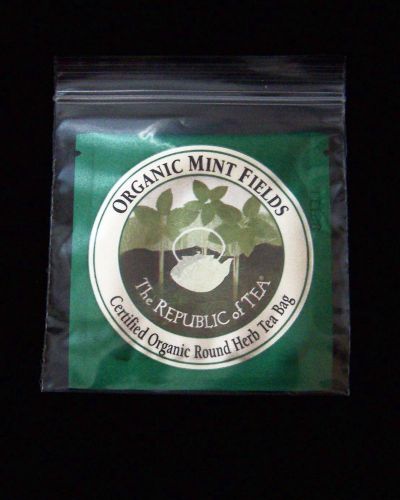 ORGANIC MINT FIELDS
The REPUBLIC of TEA®
Certified Organic Round Herb Tea Bag